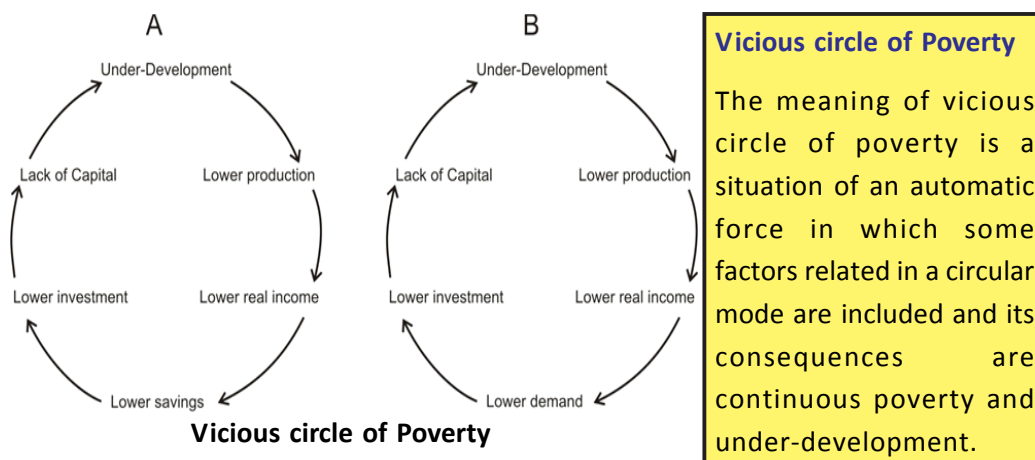 A
Under-Development
Lack of Capital
Lower production
Lower investment
Lower real income
Lower savings
B
Under-Development
Lack of Capital
Lower production
Lower investment
Lower real income
Lower demand
Vicious circle of Poverty
Vicious circle of Poverty
The meaning of vicious
circle of poverty is a
situation of an automatic
force in which some
factors related in a circular
mode are included and its
consequences are
continuous poverty and
under-development.